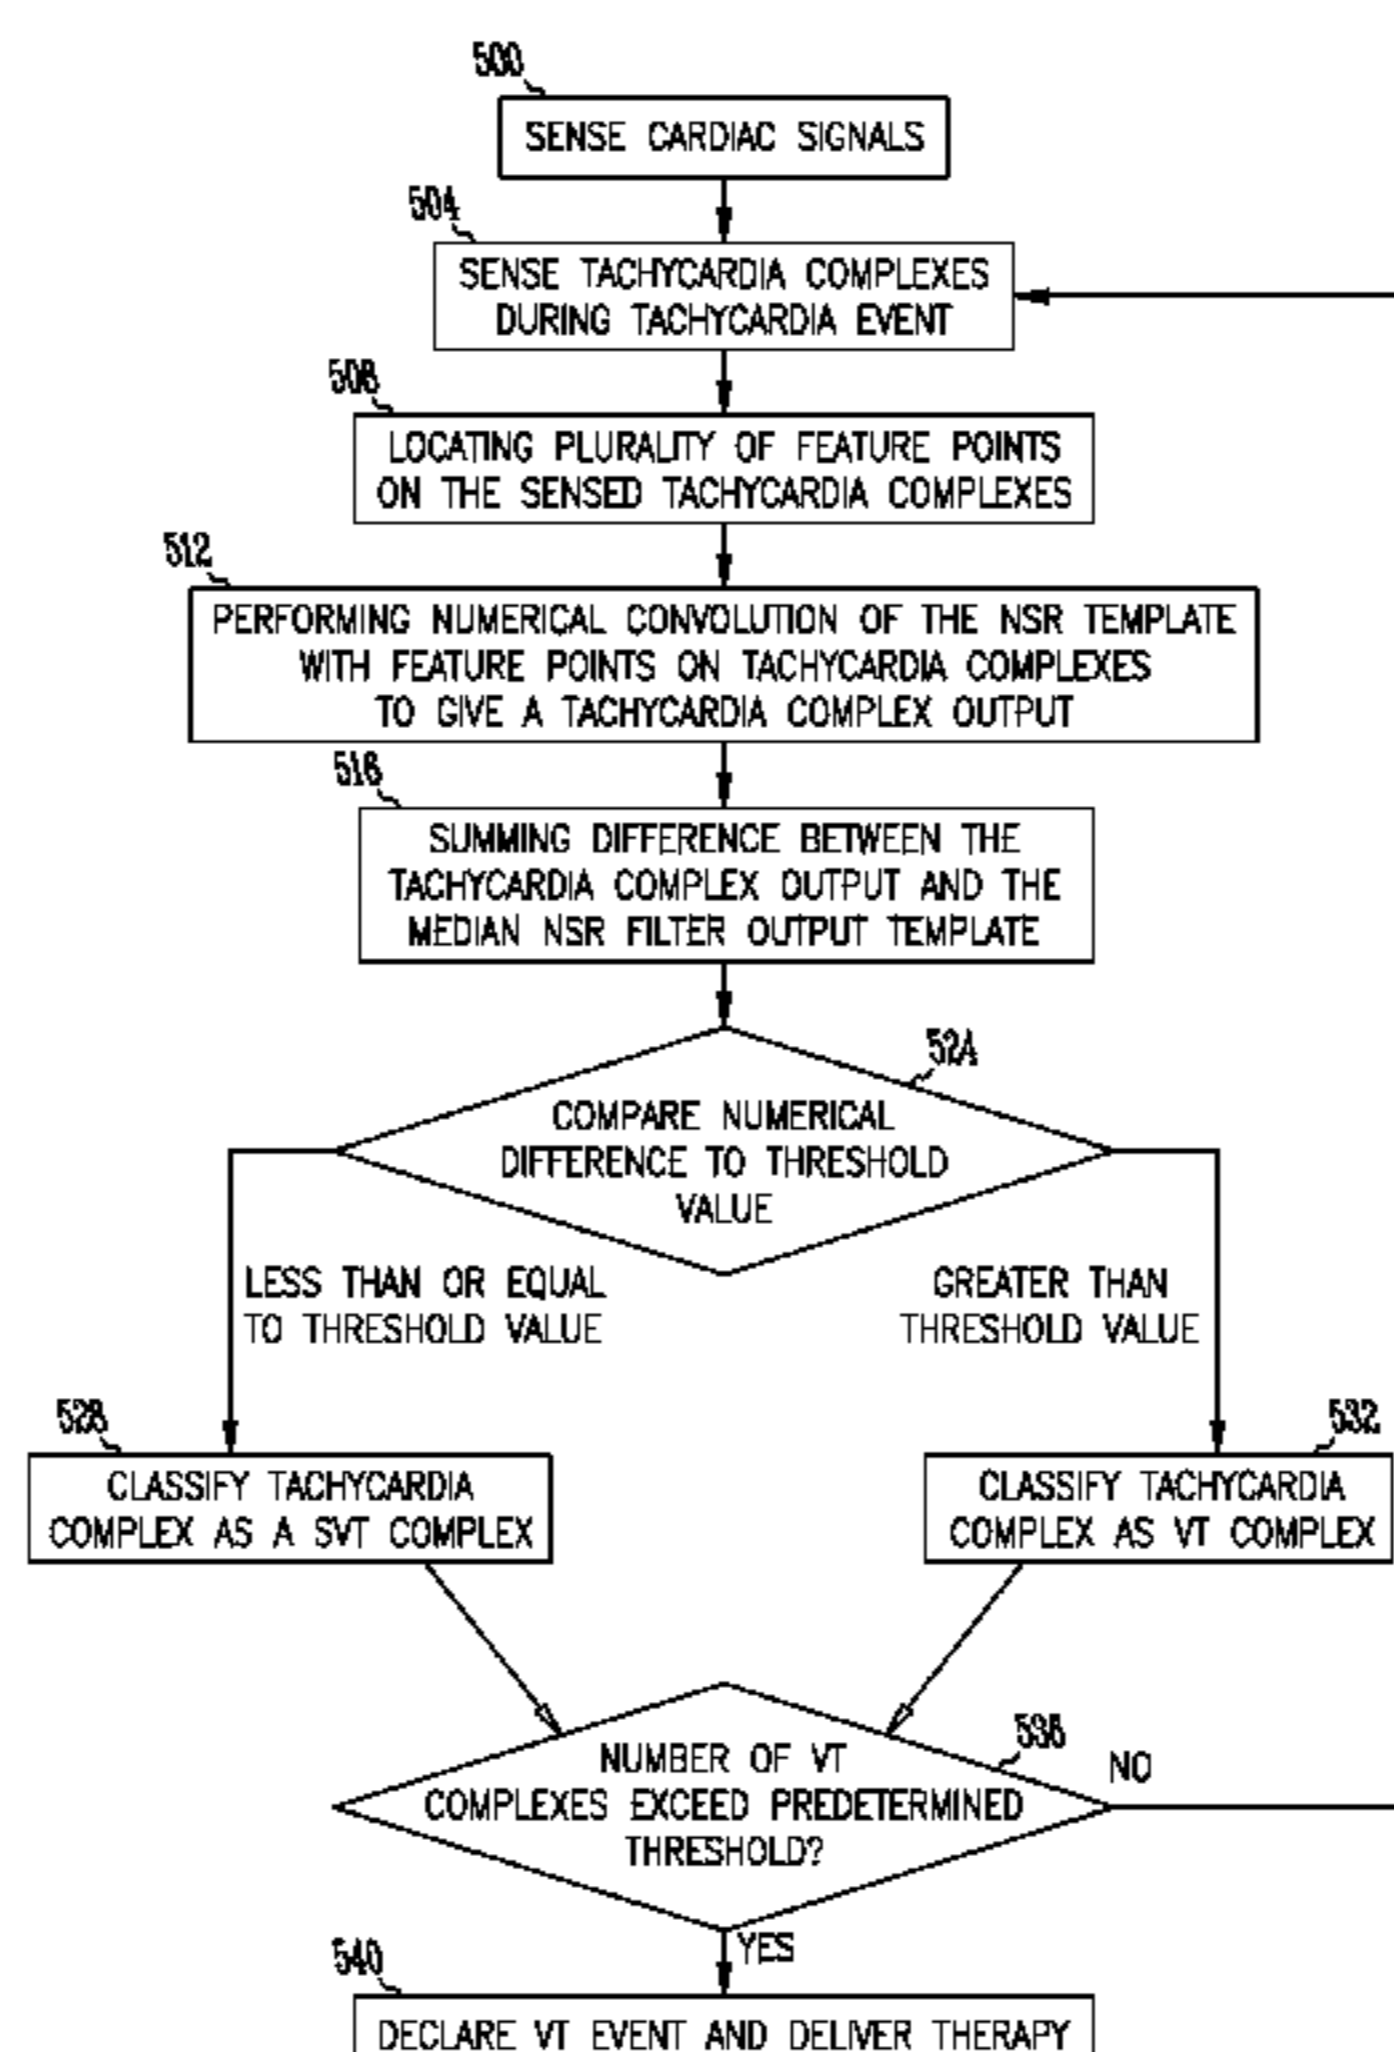 500
SENSE CARDIAC SIGNALS
504
SENSE TACHYCARDIA COMPLEXES
DURING TACHYCARDIA EVENT
508
LOCATING PLURALITY OF FEATURE POINTS
ON THE SENSED TACHYCARDIA COMPLEXES
512
PERFORMING NUMERICAL CONVOLUTION OF THE NSR TEMPLATE
WITH FEATURE POINTS ON TACHYCARDIA COMPLEXES
TO GIVE A TACHYCARDIA COMPLEX OUTPUT
516
SUMMING DIFFERENCE BETWEEN THE
TACHYCARDIA COMPLEX OUTPUT AND THE
MEDIAN NSR FILTER OUTPUT TEMPLATE
524
COMPARE NUMERICAL
DIFFERENCE TO THRESHOLD
VALUE
LESS THAN OR EQUAL
TO THRESHOLD VALUE
GREATER THAN
THRESHOLD VALUE
528
CLASSIFY TACHYCARDIA
COMPLEX AS A SVT COMPLEX
532
CLASSIFY TACHYCARDIA
COMPLEX AS VT COMPLEX
536
NUMBER OF VT
COMPLEXES EXCEED PREDETERMINED
THRESHOLD?
NO
YES
540
DECLARE VT EVENT AND DELIVER THERAPY